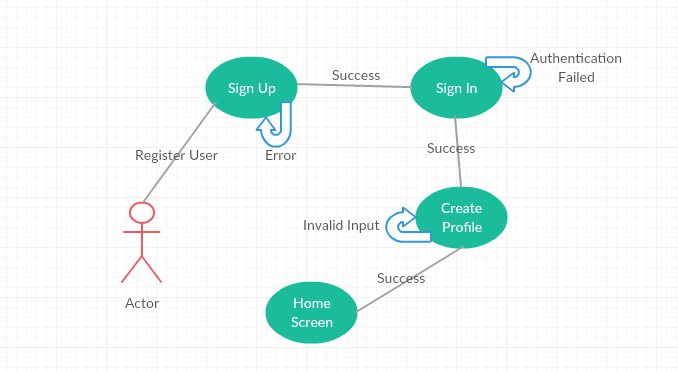 Sign Up
Success
Sign In
Authentication
Failed
Register User
Error
Success
Create
Profile
Invalid Input
Success
Home
Screen
Actor